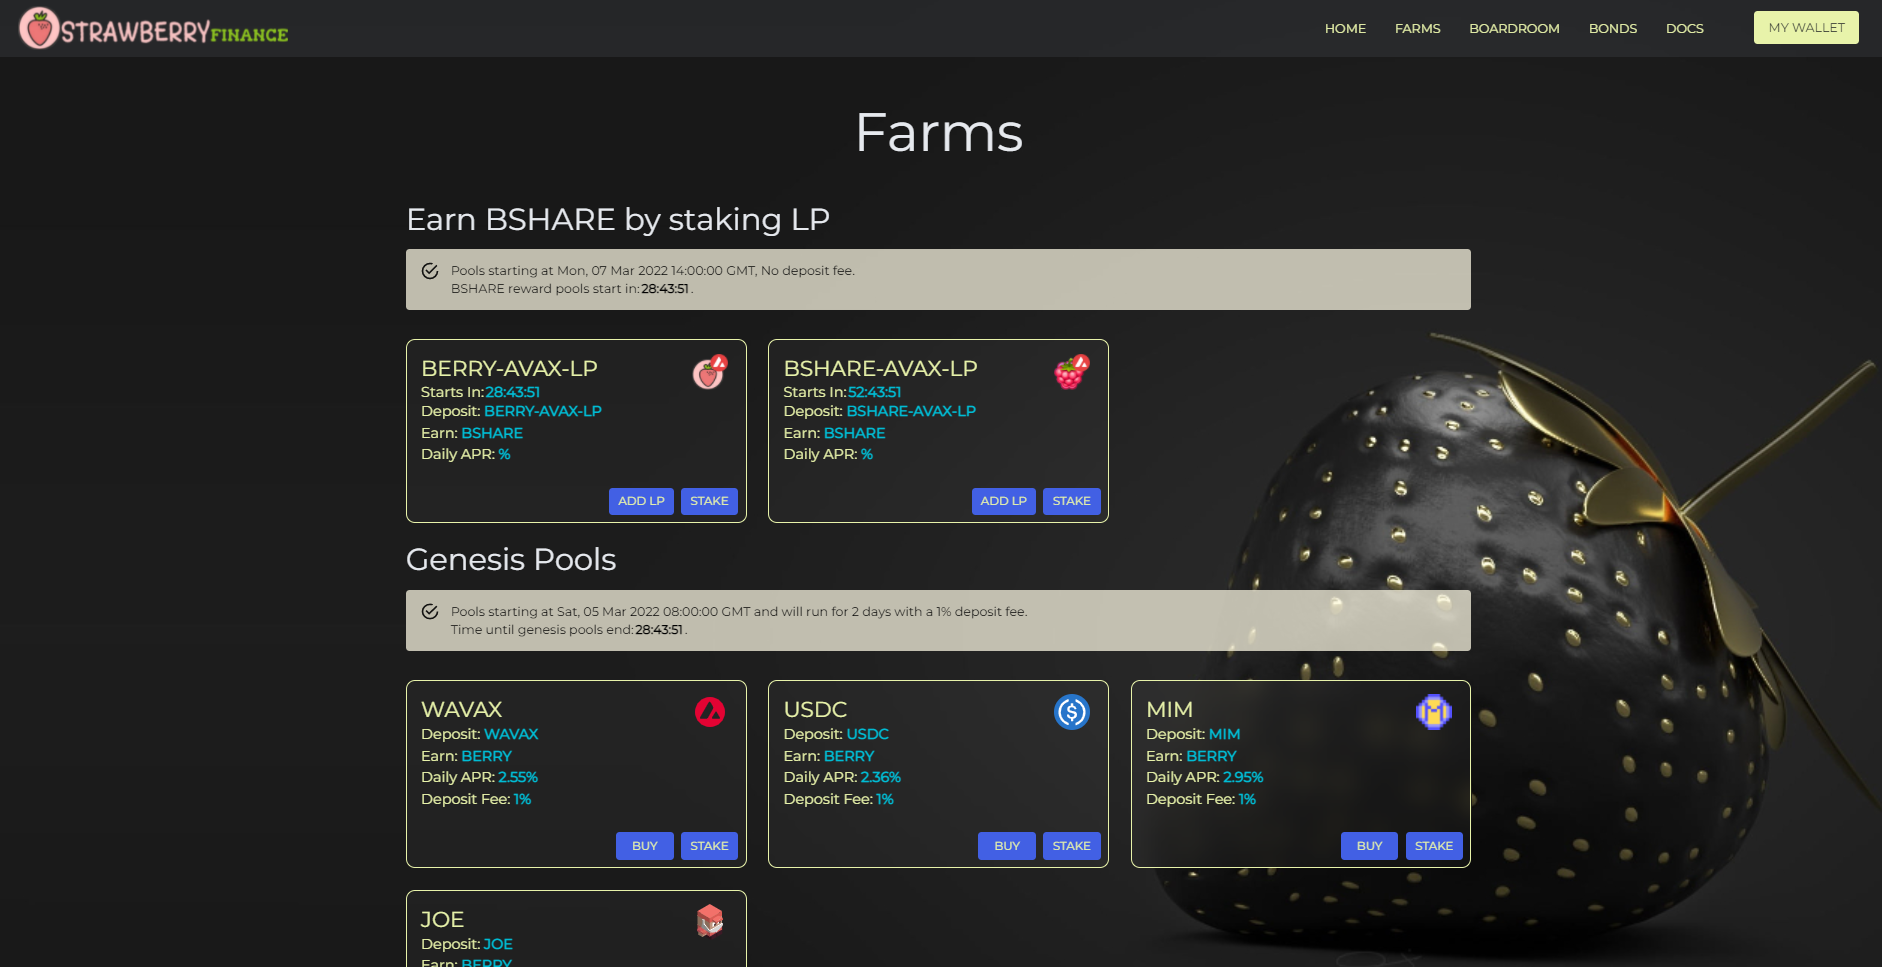 STRAWBERRYFINANCE
HOME FARMS BOARDROOM BONDS DOCS MY WALLET
Farms
Earn BSHARE by staking LP
Pools starting at Mon, 07 Mar 2022 14:00:00 GMT, No deposit fee.
BSHARE reward pools start in:28:43:51.
BERRY-AVAX-LP
Starts In:28:43:51
Deposit: BERRY-AVAX-LP
Earn: BSHARE
Daily APR: %
ADD LP STAKE
BSHARE-AVAX-LP
Starts In:52:43:51
Deposit: BSHARE-AVAX-LP
Earn: BSHARE
Daily APR: %
ADD LP STAKE
Genesis Pools
Pools starting at Sat, 05 Mar 2022 08:00:00 GMT and will run for 2 days with a 1% deposit fee.
Time until genesis pools end:28:43:51.
WAVAX
Deposit: WAVAX
Earn: BERRY
Daily APR: 2.55%
Deposit Fee: 1%
BUY STAKE
USDC
Deposit: USDC
Earn: BERRY
Daily APR: 2.36%
Deposit Fee: 1%
BUY STAKE
MIM
Deposit: MIM
Earn: BERRY
Daily APR: 2.95%
Deposit Fee: 1%
BUY STAKE
JOE
Deposit: JOE
Earn: BERRY